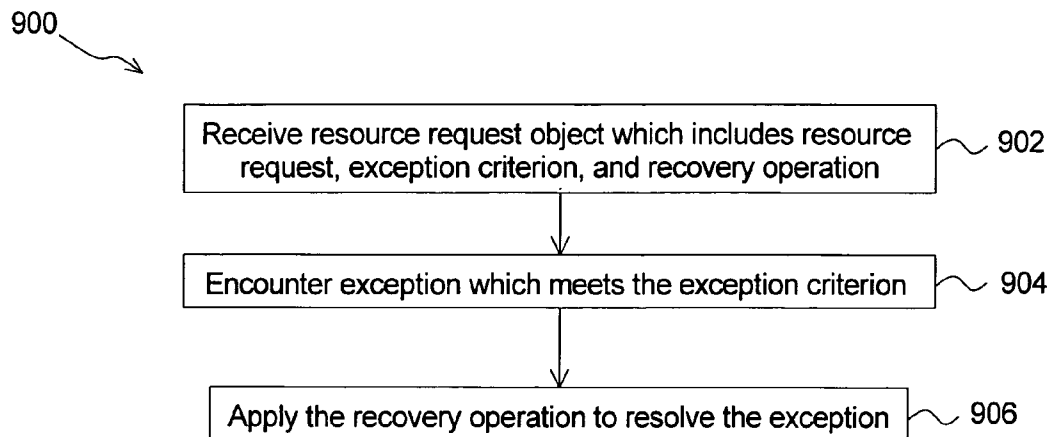 900
Receive resource request object which includes resource
request, exception criterion, and recovery operation
902
Encounter exception which meets the exception criterion
904
Apply the recovery operation to resolve the exception
906